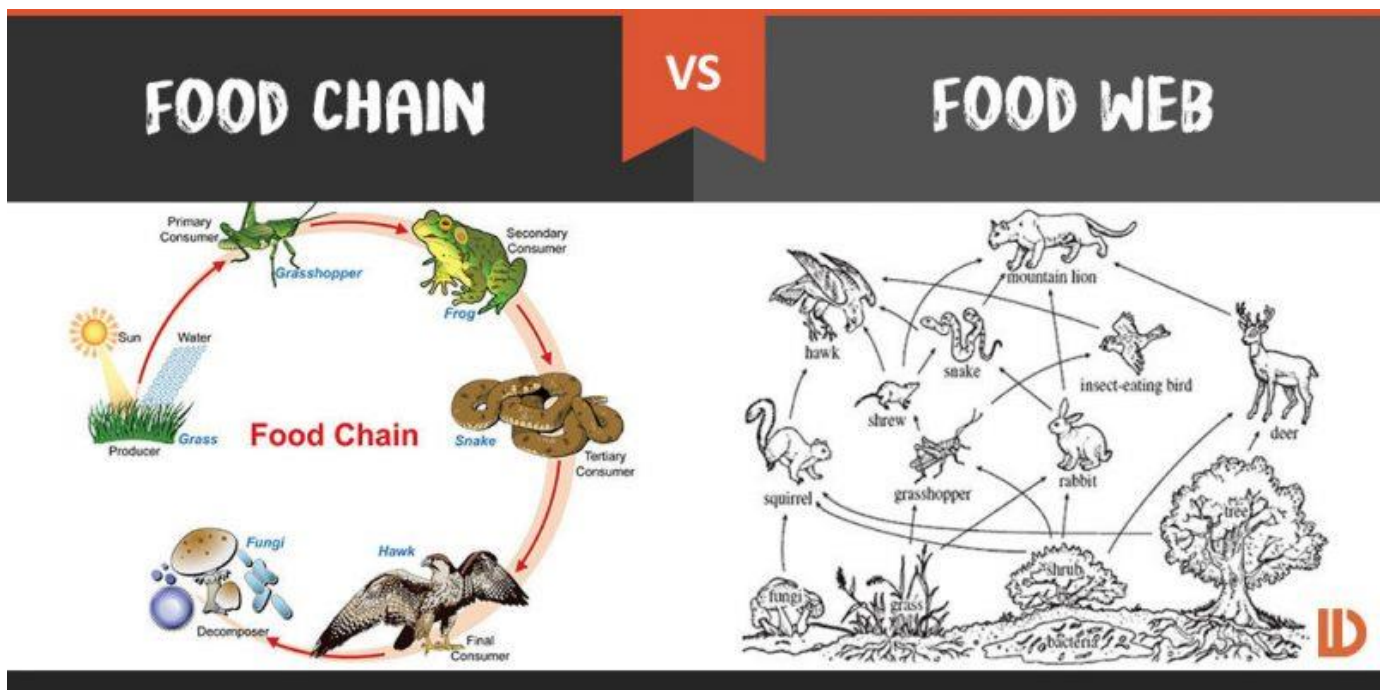 FOOD CHAIN
VS
FOOD WEB
Primary
Consumer
Grasshopper
Secondary
Consumer
Frog
Sun
Water
Grass
Producer
Food Chain
Snake
Tertiary
Consumer
Fungi
Hawk
Decomposer
Final
Consumer
mountain lion
hawk
snake
insect-eating bird
shrew
deer
squirrel
grasshopper
rabbit
tree
fungi
grass
shrub
bacteria